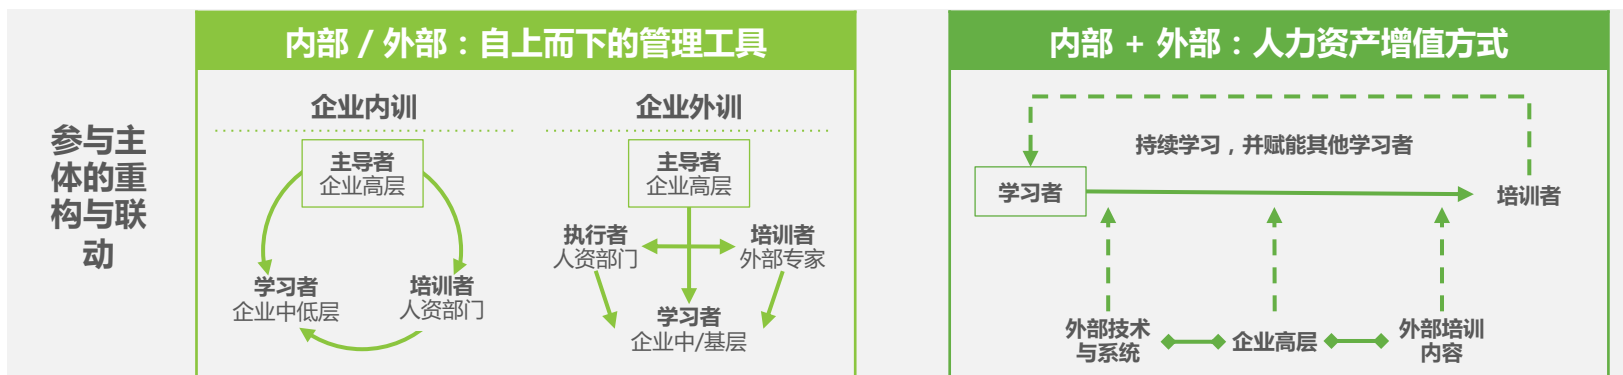 参与主
体的重
构与联
动
内部 / 外部：自上而下的管理工具
企业内训
主导者
企业高层
学习者
企业中低层
培训者
人资部门
企业外训
主导者
企业高层
执行者
人资部门
培训者
外部专家
学习者
企业中/基层
内部 + 外部：人力资产增值方式
持续学习，并赋能其他学习者
学习者
培训者
外部技术
与系统
企业高层
外部培训
内容